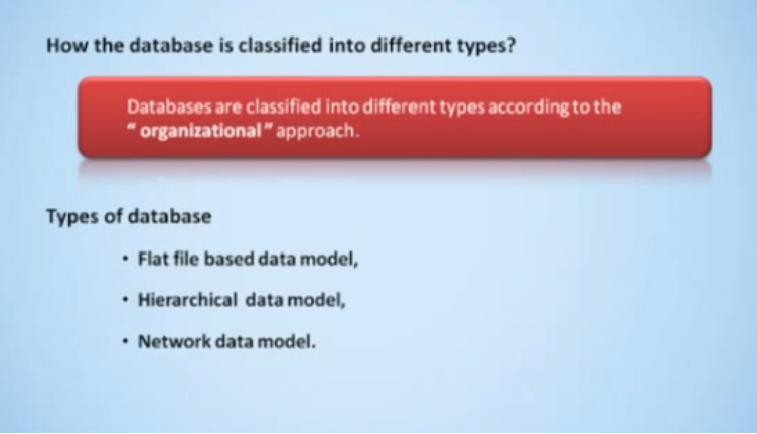 How the database is classified into different types?
Databases are classified into different types according to the
“ organizational” approach.
Types of database
• Flat file based data model,
• Hierarchical data model,
• Network data model.